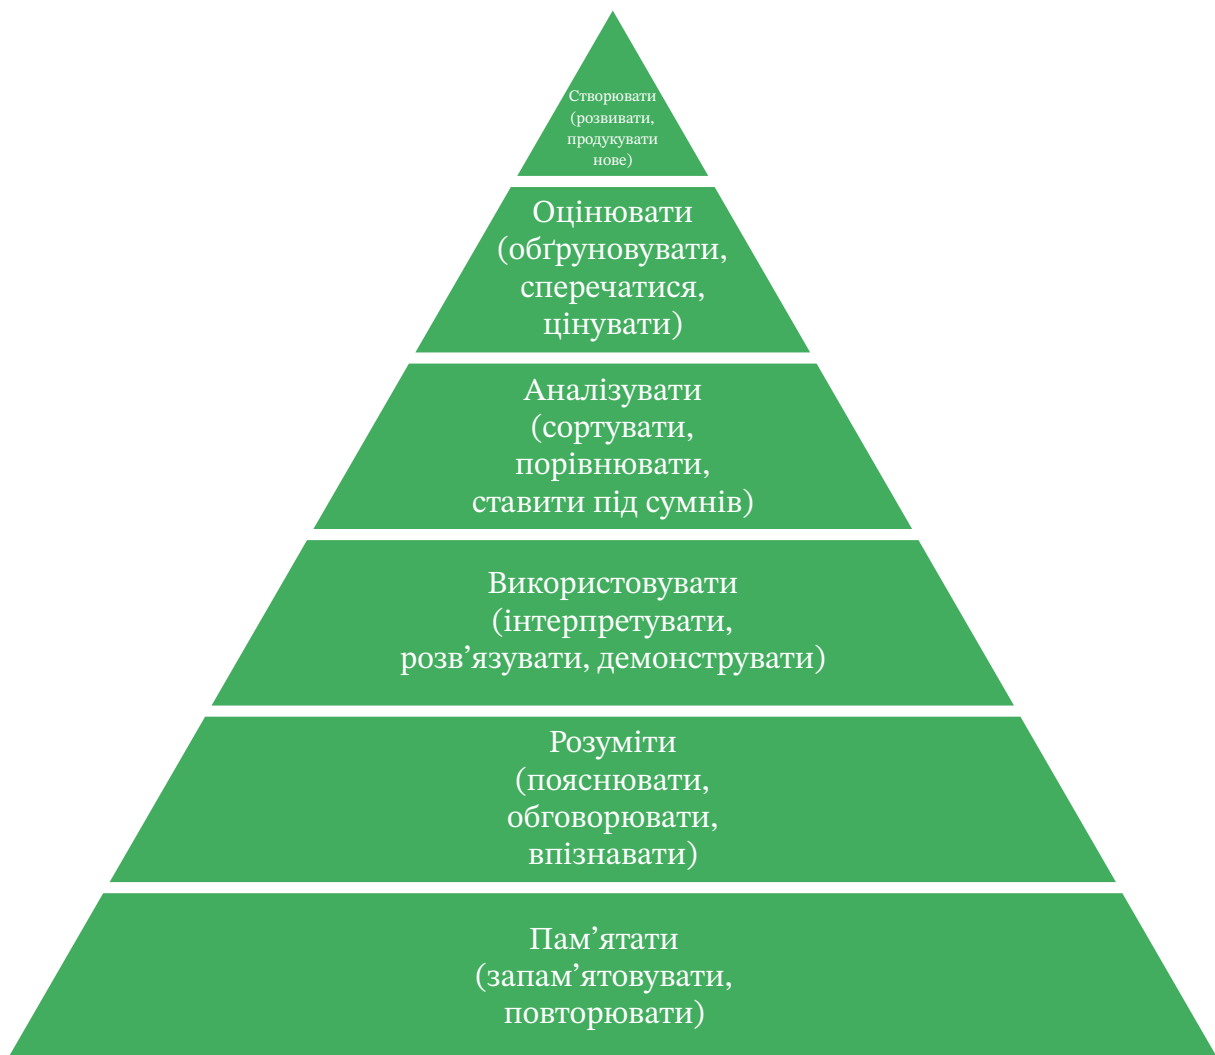 Створювати
(розвивати,
продукувати
нове)
Оцінювати
(обґруновувати,
сперечатися,
цінувати)
Аналізувати
(сортувати,
порівнювати,
ставити під сумнів)
Використовувати
(інтерпретувати,
розв’язувати, демонструвати)
Розуміти
(пояснювати,
обговорювати,
впізнавати)
Пам’ятати
(запам’ятовувати,
повторювати)